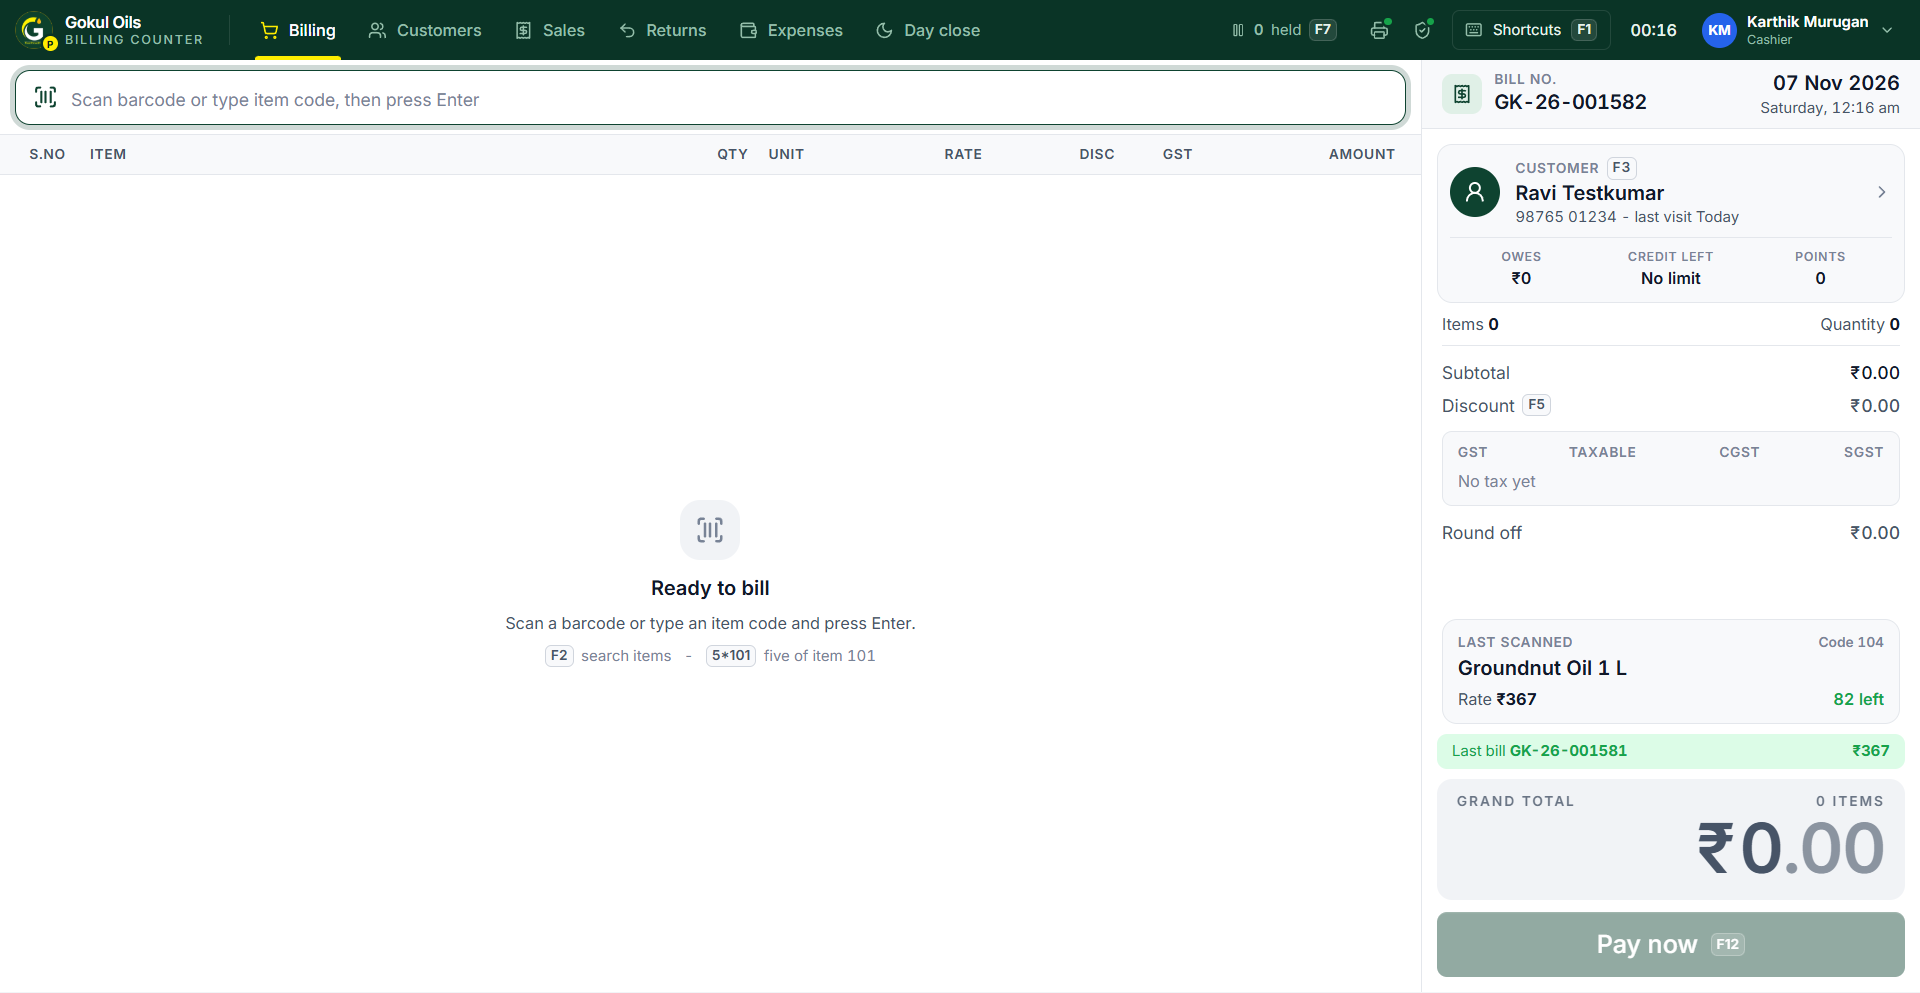 Gokul Oils
BILLING COUNTER
Billing
Customers
Sales
Returns
Expenses
Day close
0 held F7
Shortcuts F1
00:16
KM
Karthik Murugan
Cashier
Scan barcode or type item code, then press Enter
S.NO ITEM QTY UNIT RATE DISC GST AMOUNT
Ready to bill
Scan a barcode or type an item code and press Enter.
F2 search items - 5*101 five of item 101
BILL NO.
GK-26-001582
07 Nov 2026
Saturday, 12:16 am
CUSTOMER F3
Ravi Testkumar
98765 01234 - last visit Today
OWES CREDIT LEFT POINTS
₹0 No limit 0
Items 0 Quantity 0
Subtotal ₹0.00
Discount F5 ₹0.00
GST TAXABLE CGST SGST
No tax yet
Round off ₹0.00
LAST SCANNED Code 104
Groundnut Oil 1 L
Rate ₹367 82 left
Last bill GK-26-001581 ₹367
GRAND TOTAL 0 ITEMS
₹0.00
Pay now F12